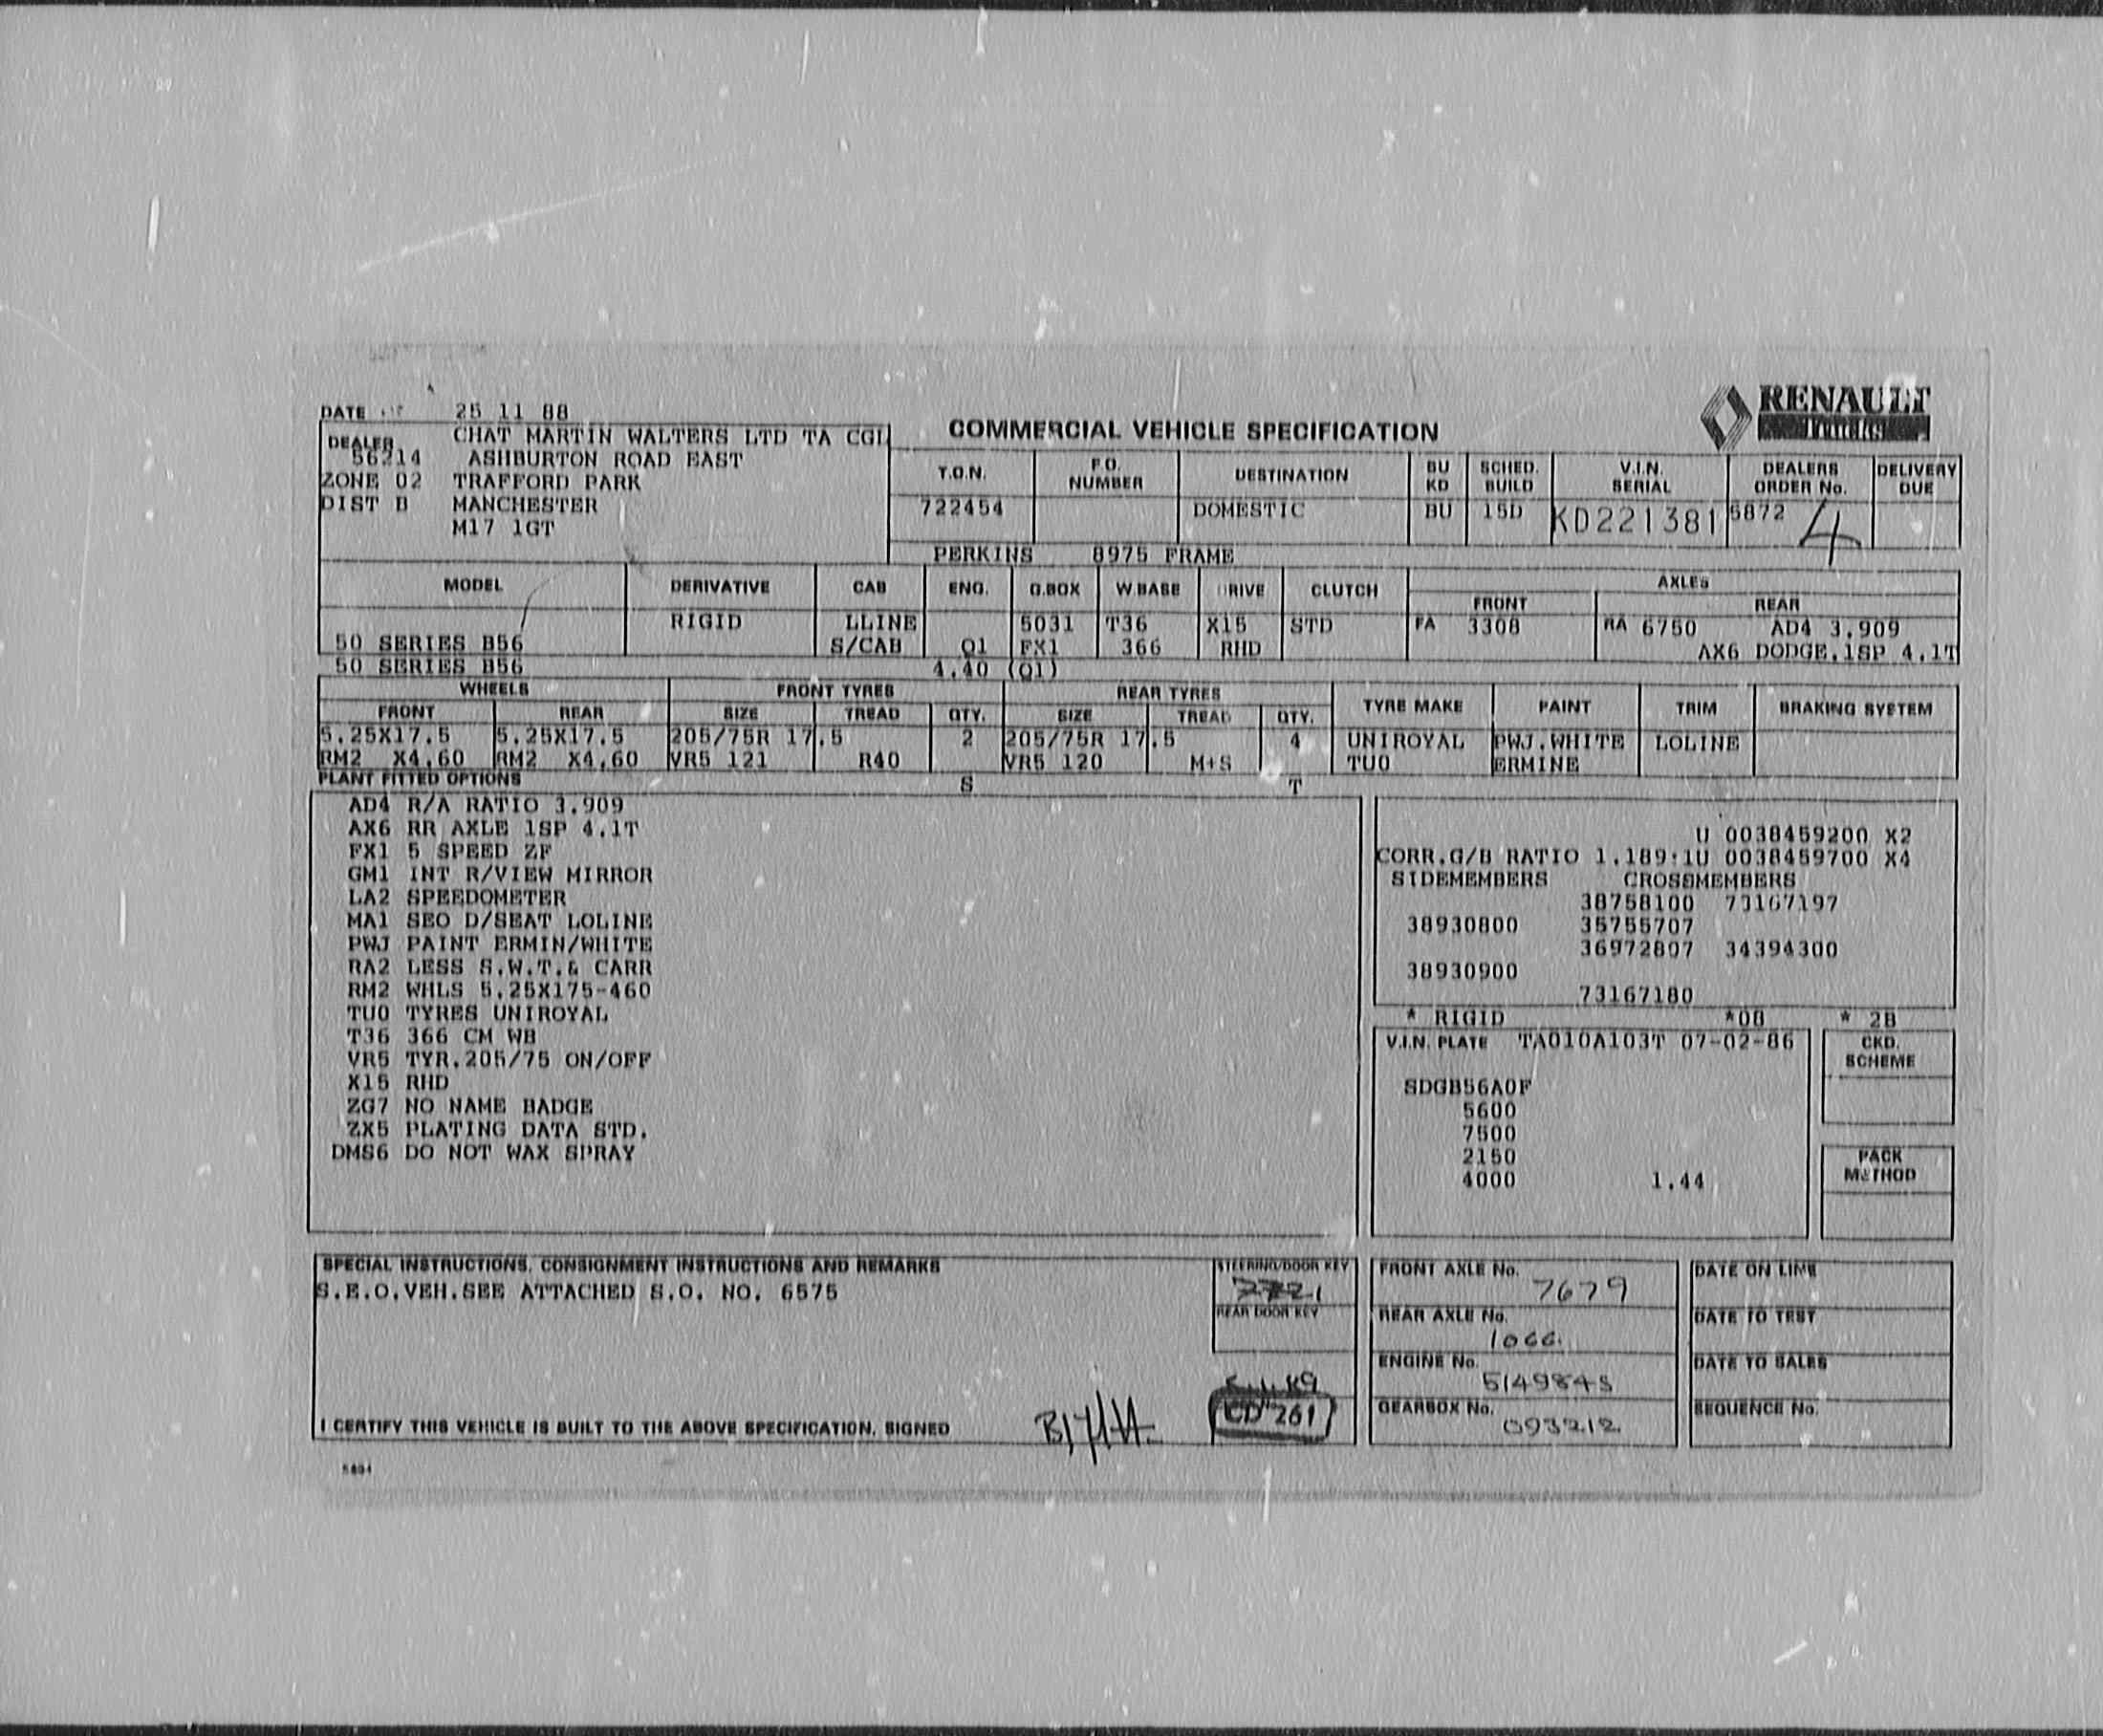 DATE 25 11 88
RENAULT
DEALER CHAT MARTIN WALTERS LTD TA CGL
COMMERCIAL VEHICLE SPECIFICATION
56214 ASHBURTON ROAD EAST
ZONE 02 TRAFFORD PARK
DIST B MANCHESTER
M17 1GT
T.O.N. F.O. NUMBER DESTINATION BU KD SCHED. BUILD V.I.N. SERIAL DEALERS ORDER No. DELIVERY DUE
722454 DOMESTIC BU 15D KD221381 5872 4
PERKINS 8975 FRAME
MODEL DERIVATIVE CAB ENG. G.BOX W.BASE DRIVE CLUTCH AXLES
FRONT REAR
RIGID LLINE 5031 T36 X15 STD FA 3308 RA 6750 AD4 3.909
50 SERIES B56 S/CAB Q1 FX1 366 RHD AX6 DODGE.1SP 4.1T
50 SERIES B56 4.40 (Q1)
WHEELS FRONT TYRES REAR TYRES TYRE MAKE PAINT TRIM BRAKING SYSTEM
FRONT REAR SIZE TREAD QTY. SIZE TREAD QTY.
5.25X17.5 5.25X17.5 205/75R 17.5 2 205/75R 17.5 4 UNIROYAL PWJ.WHITE LOLINE
RM2 X4.60 RM2 X4.60 VR5 121 R40 VR5 120 M+S TU0 ERMINE
PLANT FITTED OPTIONS S T
AD4 R/A RATIO 3.909
AX6 RR AXLE 1SP 4.1T
FX1 5 SPEED ZF
GM1 INT R/VIEW MIRROR
LA2 SPEEDOMETER
MA1 SEO D/SEAT LOLINE
PWJ PAINT ERMIN/WHITE
RA2 LESS S.W.T.& CARR
RM2 WHLS 5.25X175-460
TU0 TYRES UNIROYAL
T36 366 CM WB
VR5 TYR.205/75 ON/OFF
X15 RHD
ZG7 NO NAME BADGE
ZX5 PLATING DATA STD.
DMS6 DO NOT WAX SPRAY
U 0038459200 X2
CORR.G/B RATIO 1.189:1U 0038459700 X4
SIDEMEMBERS CROSSMEMBERS
38758100 73167197
38930800 35755707
36972807 34394300
38930900
73167180
* RIGID *0B * 2B
V.I.N. PLATE TA010A103T 07-02-86
SDGB56A0F
5600
7500
2150
4000 1.44
CKD. SCHEME
PACK METHOD
SPECIAL INSTRUCTIONS, CONSIGNMENT INSTRUCTIONS AND REMARKS
S.E.O.VEH.SEE ATTACHED S.O. NO. 6575
STEERING/DOOR KEY
REAR DOOR KEY
CD 261
I CERTIFY THIS VEHICLE IS BUILT TO THE ABOVE SPECIFICATION. SIGNED
FRONT AXLE No. 7679
REAR AXLE No. 1066.
ENGINE No. 514984S
GEARBOX No. 093212
DATE ON LINE
DATE TO TEST
DATE TO SALES
SEQUENCE No.